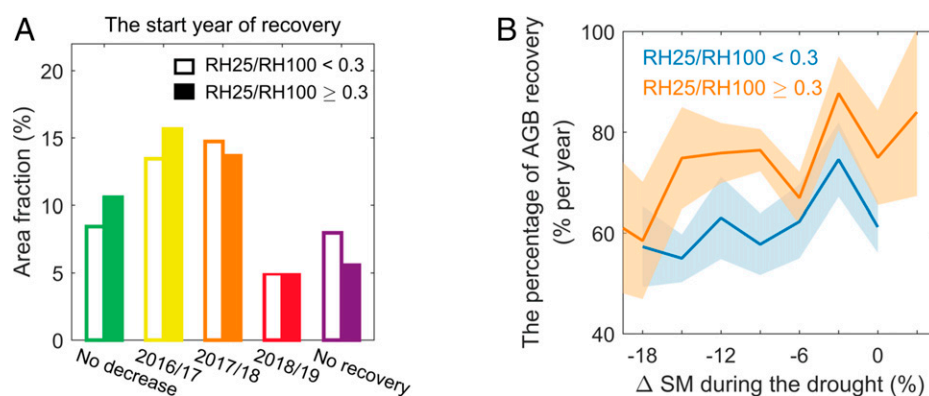 A
The start year of recovery
RH25/RH100 < 0.3
RH25/RH100 ≥ 0.3
Area fraction (%)
20
15
10
5
0
No decrease
2016/17
2017/18
2018/19
No recovery
B
RH25/RH100 < 0.3
RH25/RH100 ≥ 0.3
The percentage of AGB recovery
(% per year)
100
80
60
40
-18
-12
-6
0
Δ SM during the drought (%)